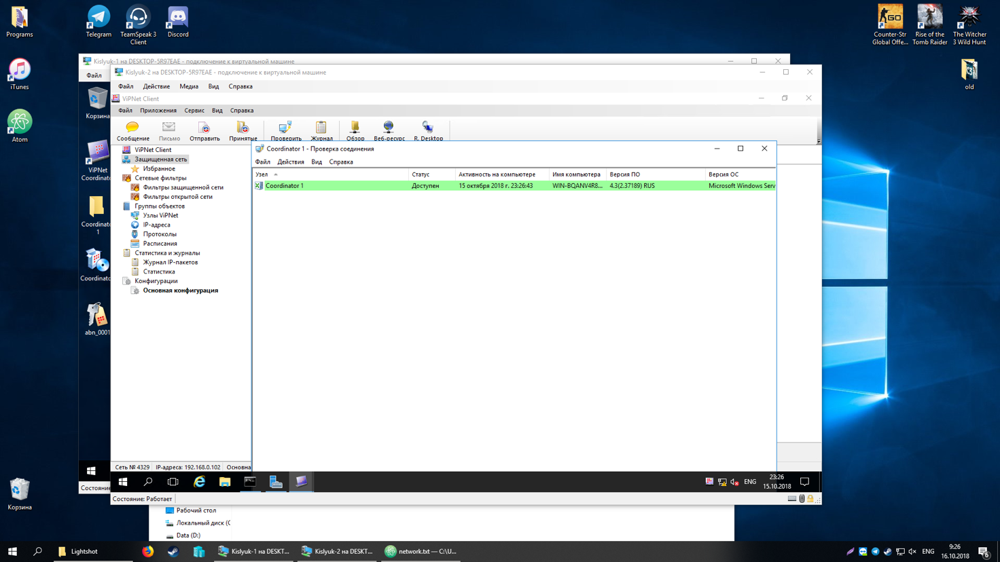 Programs
Telegram
TeamSpeak 3
Client
Discord
Counter-Str
Global Offe...
Rise of the
Tomb Raider
The Witcher
3 Wild Hunt
iTunes
old
Atom
Корзина
Kislyuk-1 на DESKTOP-5R97EAE - подключение к виртуальной машине
Файл
Корзина
ViPNet
Coordinato
Coordinato
1
Coordinato
abn_0001
Состояние
Kislyuk-2 на DESKTOP-5R97EAE - подключение к виртуальной машине
Файл Действие Медиа Вид Справка
ViPNet Client
Файл Приложения Сервис Вид Справка
Сообщение Письмо Отправить Принятые Проверить Журнал Обзор Веб-ресурс R. Desktop
ViPNet Client
Защищенная сеть
Избранное
Сетевые фильтры
Фильтры защищенной сети
Фильтры открытой сети
Группы объектов
Узлы ViPNet
IP-адреса
Протоколы
Расписания
Статистика и журналы
Журнал IP-пакетов
Статистика
Конфигурации
Основная конфигурация
Coordinator 1 - Проверка соединения
Файл Действия Вид Справка
Узел Статус Активность на компьютере Имя компьютера Версия ПО Версия ОС
Coordinator 1 Доступен 15 октября 2018 г. 23:26:43 WIN-BQANV4R8... 4.3(2.37189) RUS Microsoft Windows Serv
Сеть № 4329 IP-адреса: 192.168.0.102 Основна
ENG
23:26
15.10.2018
Состояние: Работает
Рабочий стол
Локальный диск (C
Data (D:)
Lightshot
Kislyuk-1 на DESKT...
Kislyuk-2 на DESKT...
network.txt — C:\U...
ENG
9:26
16.10.2018
6